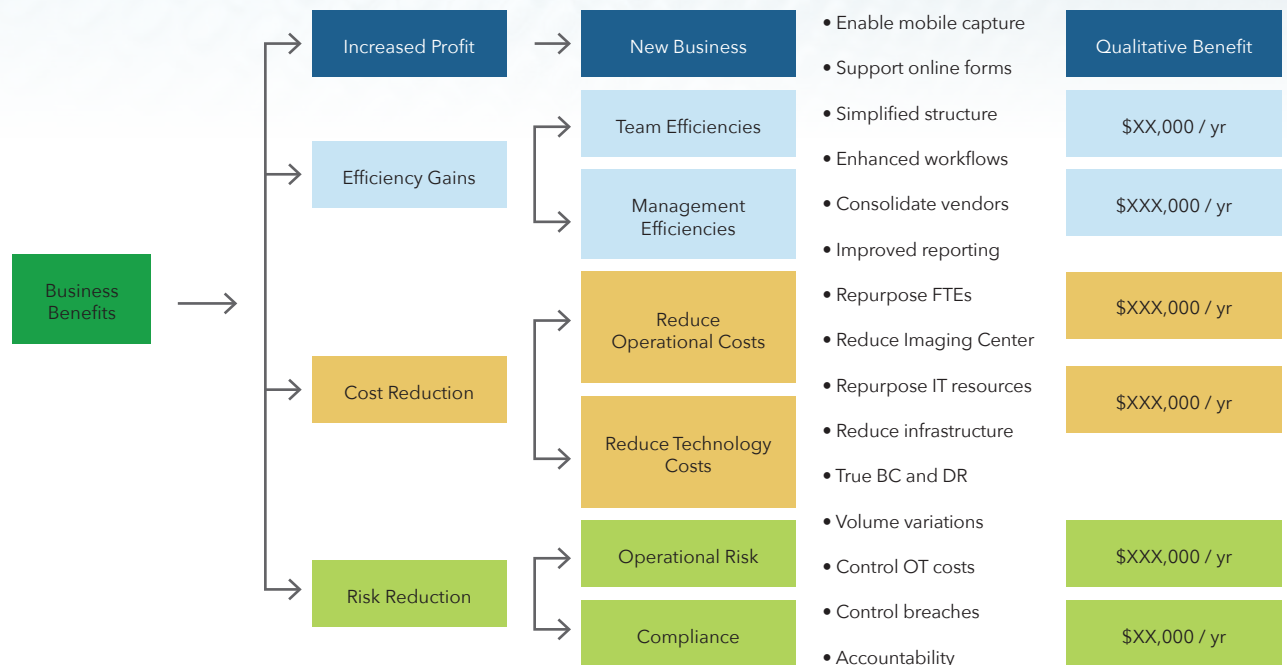 Business
Benefits
Increased Profit
Efficiency Gains
Cost Reduction
Risk Reduction
New Business
Team Efficiencies
Management
Efficiencies
Reduce
Operational Costs
Reduce Technology
Costs
Operational Risk
Compliance
• Enable mobile capture
• Support online forms
• Simplified structure
• Enhanced workflows
• Consolidate vendors
• Improved reporting
• Repurpose FTEs
• Reduce Imaging Center
• Repurpose IT resources
• Reduce infrastructure
• True BC and DR
• Volume variations
• Control OT costs
• Control breaches
• Accountability
Qualitative Benefit
$XX,000 / yr
$XXX,000 / yr
$XXX,000 / yr
$XXX,000 / yr
$XXX,000 / yr
$XX,000 / yr